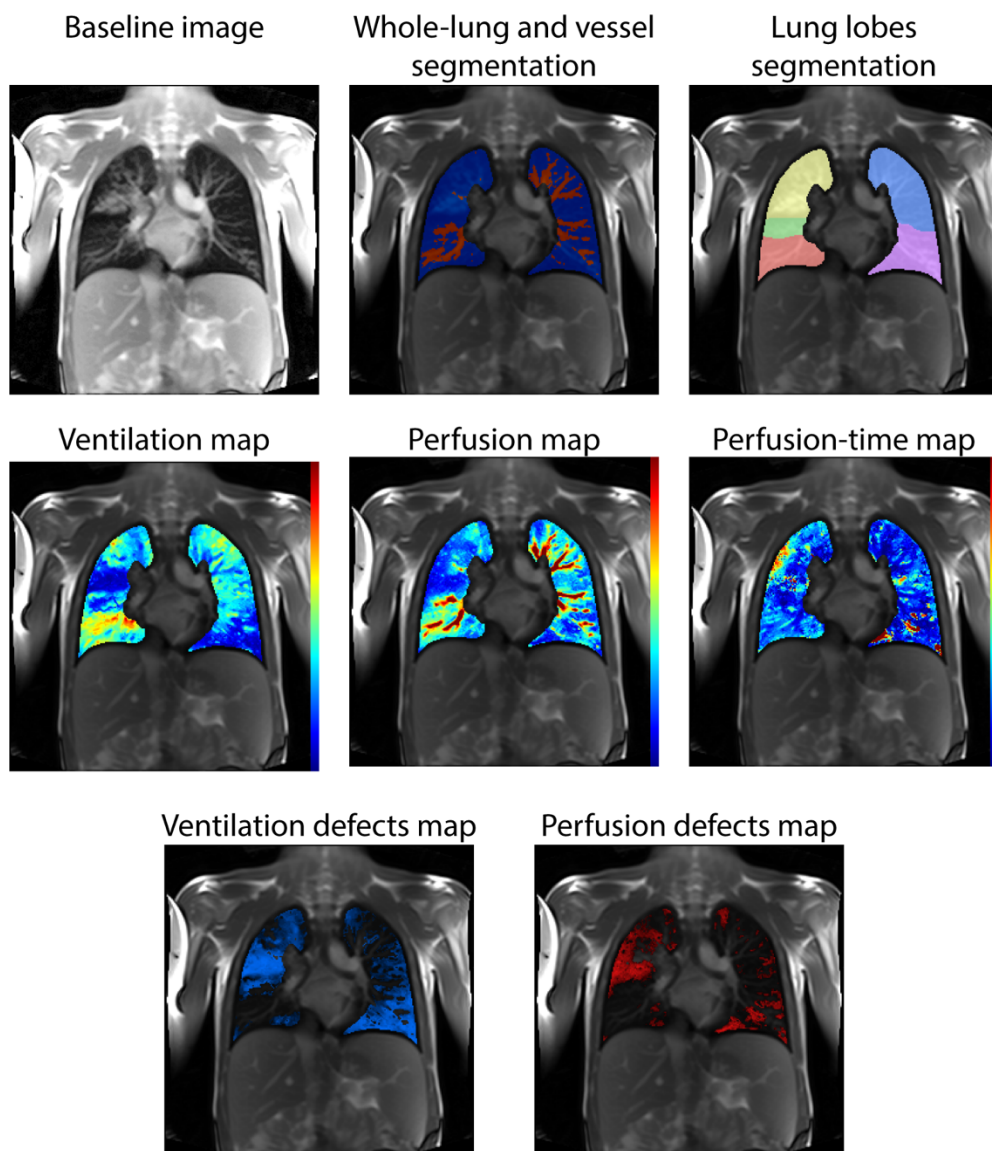 Baseline image
Whole-lung and vessel
segmentation
Lung lobes
segmentation
Ventilation map
Perfusion map
Perfusion-time map
Ventilation defects map
Perfusion defects map